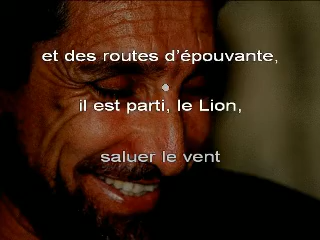 et des routes d'épouvante,
il est parti, le Lion,
saluer le vent